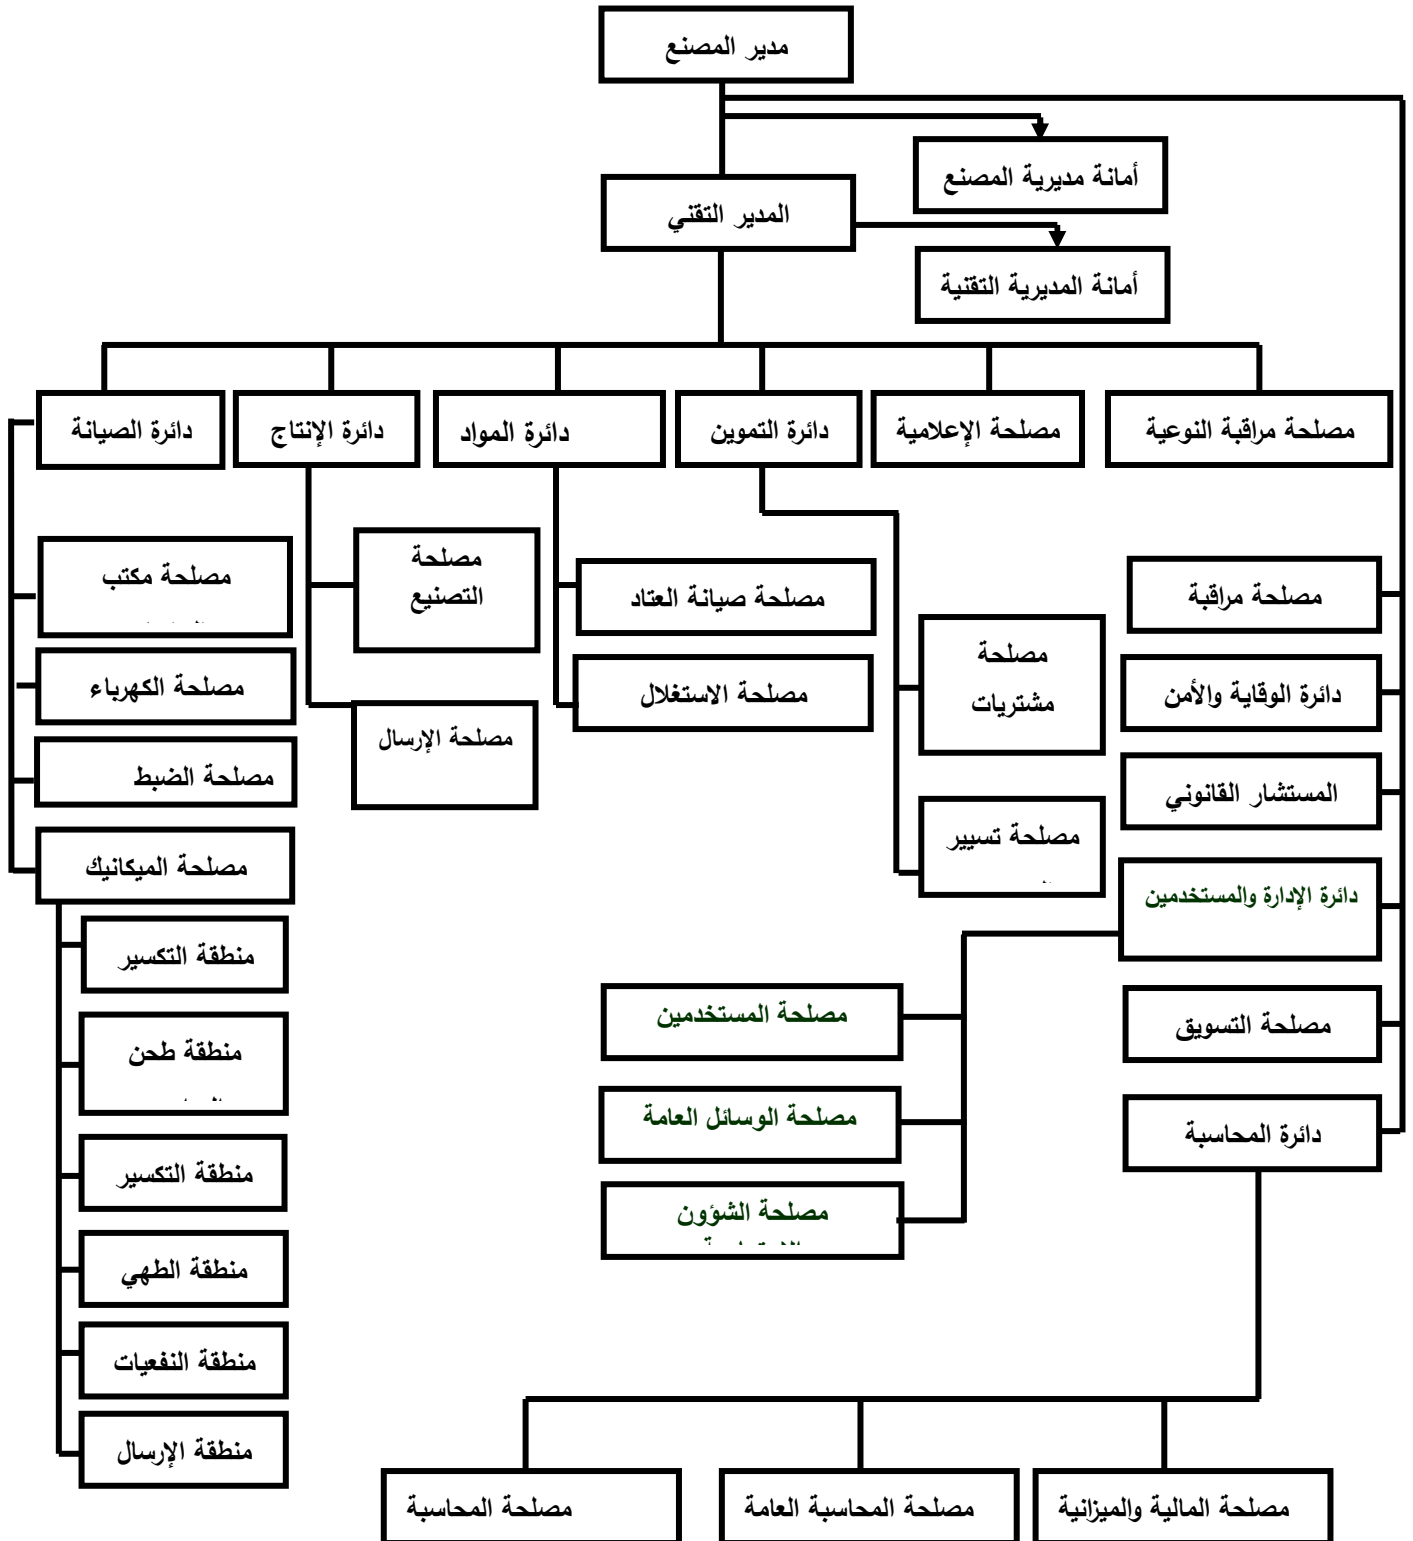 مدير المصنع
أمانة مديرية المصنع
المدير التقني
أمانة المديرية التقنية
مصلحة مراقبة النوعية
مصلحة الإعلامية
دائرة التموين
دائرة المواد
دائرة الإنتاج
دائرة الصيانة
مصلحة مراقبة
دائرة الوقاية والأمن
المستشار القانوني
دائرة الإدارة والمستخدمين
مصلحة التسويق
دائرة المحاسبة
مصلحة
مشتريات
مصلحة تسيير
مصلحة صيانة العتاد
مصلحة الاستغلال
مصلحة
التصنيع
مصلحة الإرسال
مصلحة مكتب
مصلحة الكهرباء
مصلحة الضبط
مصلحة الميكانيك
منطقة التكسير
منطقة طحن
منطقة التكسير
منطقة الطهي
منطقة النفعيات
منطقة الإرسال
مصلحة المستخدمين
مصلحة الوسائل العامة
مصلحة الشؤون
مصلحة المالية والميزانية
مصلحة المحاسبة العامة
مصلحة المحاسبة